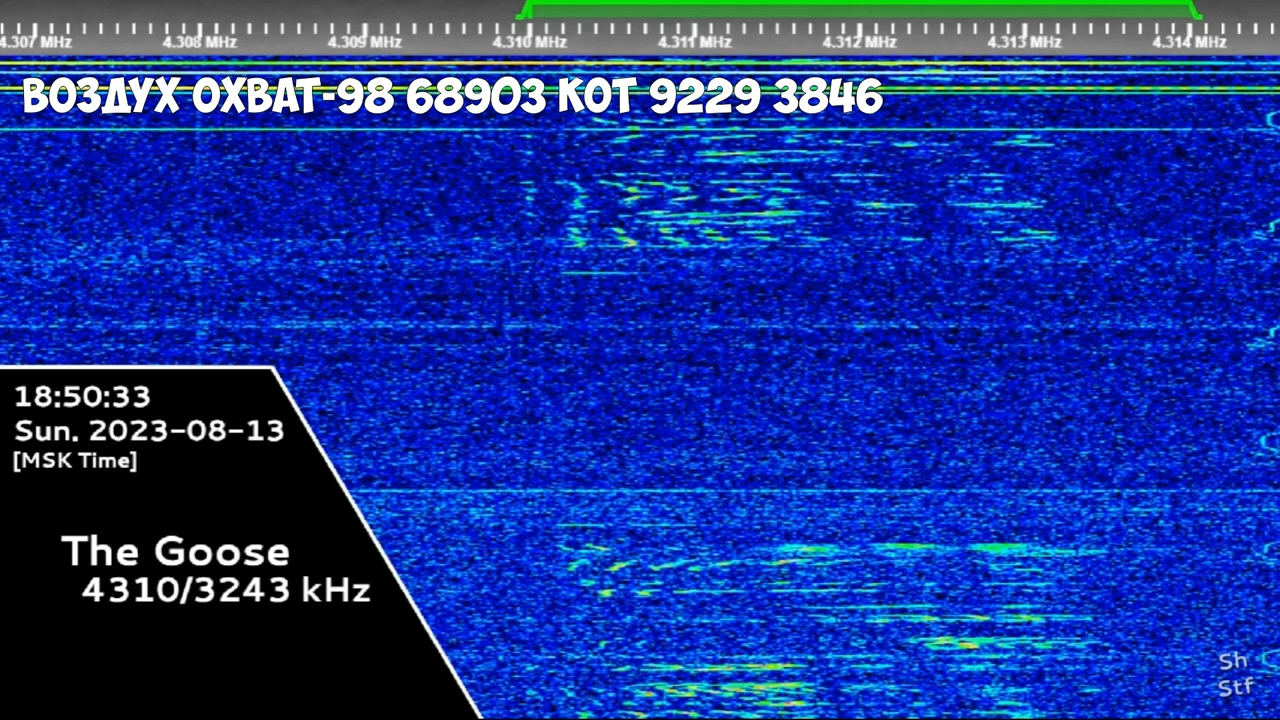 4.307 MHz 4.308 MHz 4.309 MHz 4.310 MHz 4.311 MHz 4.312 MHz 4.313 MHz 4.314 MHz
ВОЗДУХ ОХВАТ-98 68903 КОТ 9229 3846
18:50:33
Sun. 2023-08-13
[MSK Time]
The Goose
4310/3243 kHz
Sh
Stf